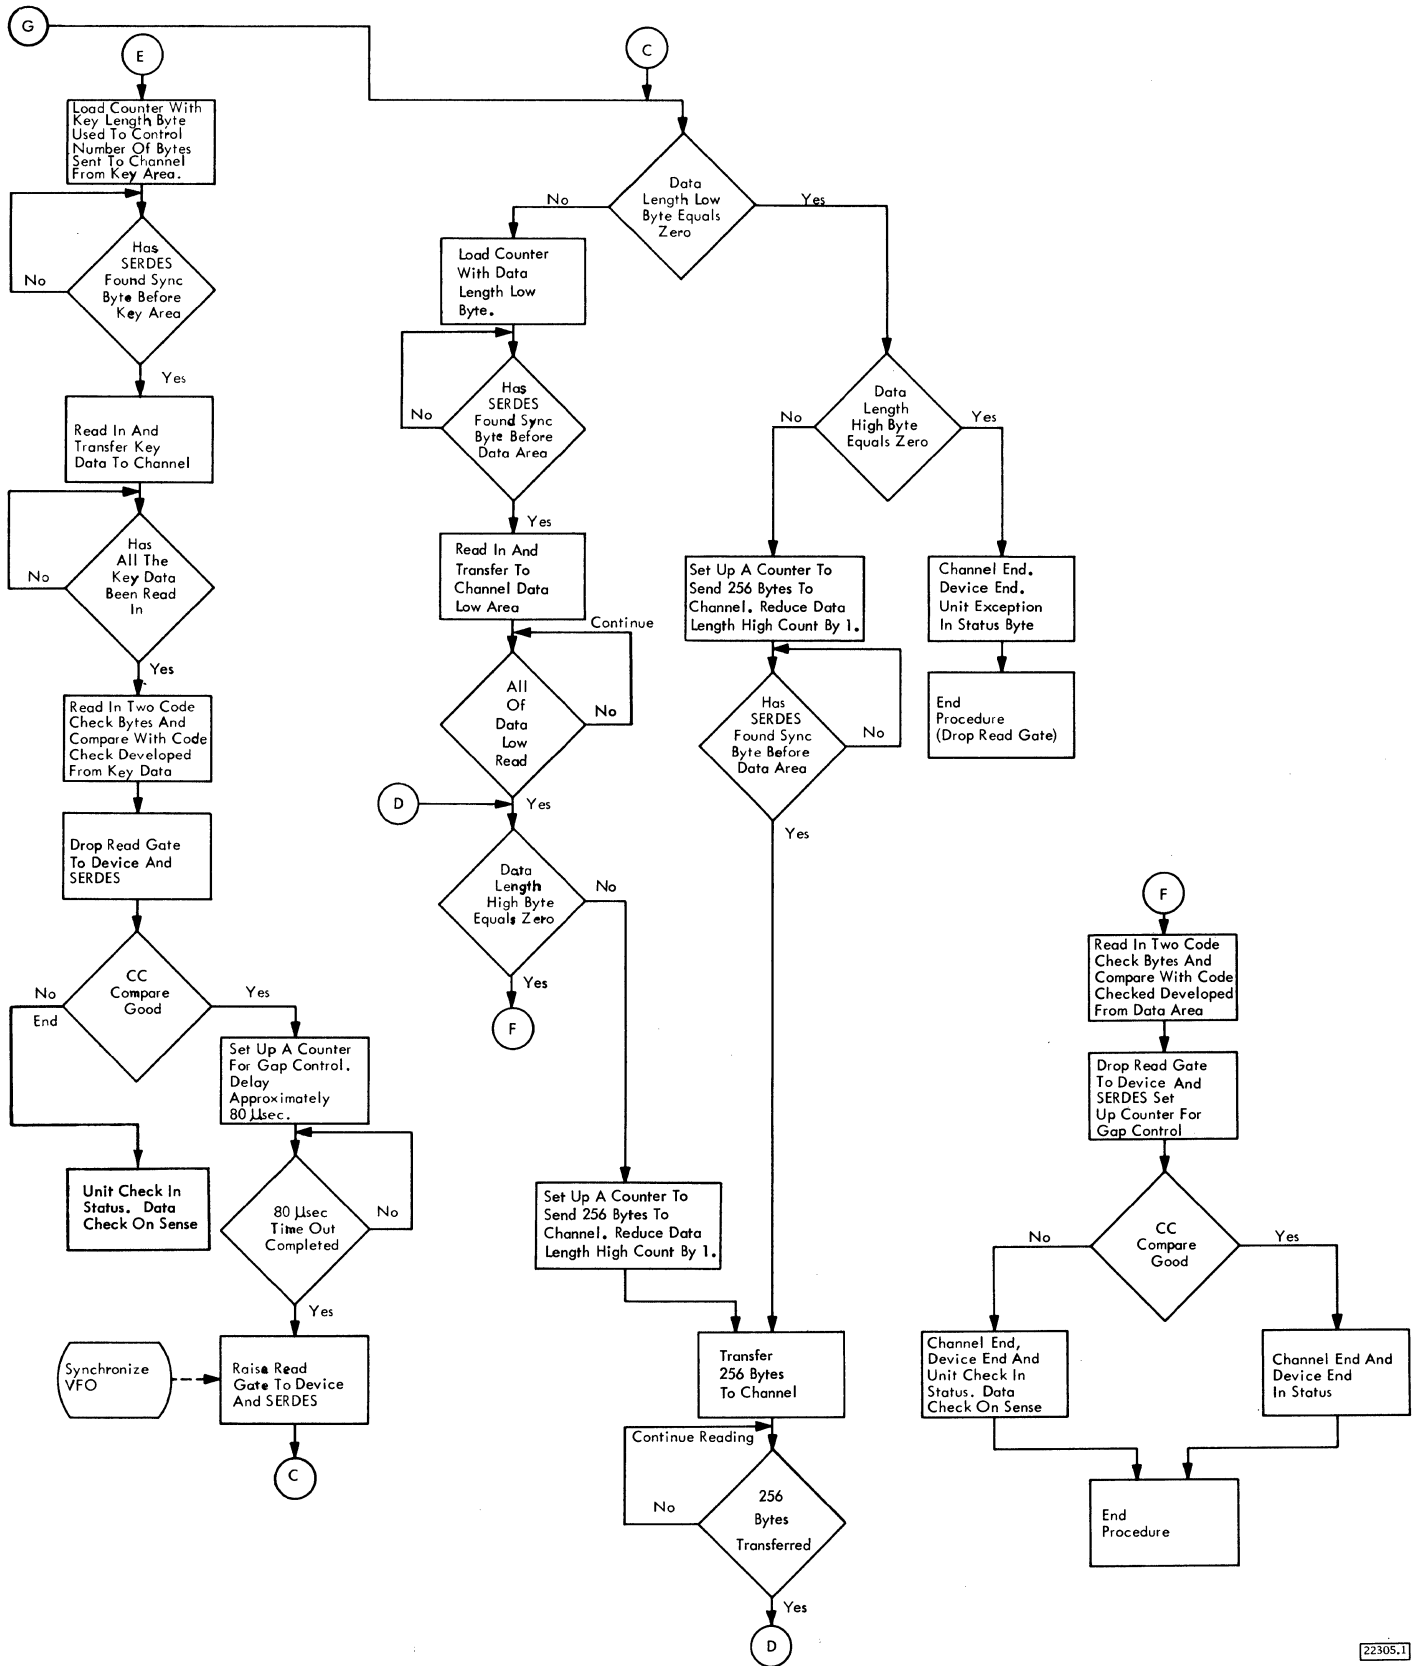 G
E
Load Counter With
Key Length Byte
Used To Control
Number Of Bytes
Sent To Channel
From Key Area.
Has
SERDES
Found Sync
Byte Before
Key Area
No
Yes
Read In And
Transfer Key
Data To Channel
Has
All The
Key Data
Been Read
In
No
Yes
Read In Two Code
Check Bytes And
Compare With Code
Check Developed
From Key Data
Drop Read Gate
To Device And
SERDES
CC
Compare
Good
No
End
Yes
Unit Check In
Status. Data
Check On Sense
Set Up A Counter
For Gap Control.
Delay
Approximately
80 μsec.
80 μsec
Time Out
Completed
No
Yes
Synchronize
VFO
Raise Read
Gate To Device
And SERDES
C
C
Data
Length Low
Byte Equals
Zero
No
Yes
Load Counter
With Data
Length Low
Byte.
Has
SERDES
Found Sync
Byte Before
Data Area
No
Yes
Read In And
Transfer To
Channel Data
Low Area
Continue
All
Of
Data
Low
Read
No
Yes
D
Data
Length
High Byte
Equals Zero
No
Yes
F
Set Up A Counter To
Send 256 Bytes To
Channel. Reduce Data
Length High Count By 1.
Data
Length
High Byte
Equals Zero
No
Yes
Set Up A Counter To
Send 256 Bytes To
Channel. Reduce Data
Length High Count By 1.
Has
SERDES
Found Sync
Byte Before
Data Area
No
Yes
Channel End.
Device End.
Unit Exception
In Status Byte
End
Procedure
(Drop Read Gate)
Transfer
256 Bytes
To Channel
Continue Reading
256
Bytes
Transferred
No
Yes
D
F
Read In Two Code
Check Bytes And
Compare With Code
Checked Developed
From Data Area
Drop Read Gate
To Device And
SERDES Set
Up Counter For
Gap Control
CC
Compare
Good
No
Yes
Channel End,
Device End And
Unit Check In
Status. Data
Check On Sense
Channel End And
Device End
In Status
End
Procedure
22305.1